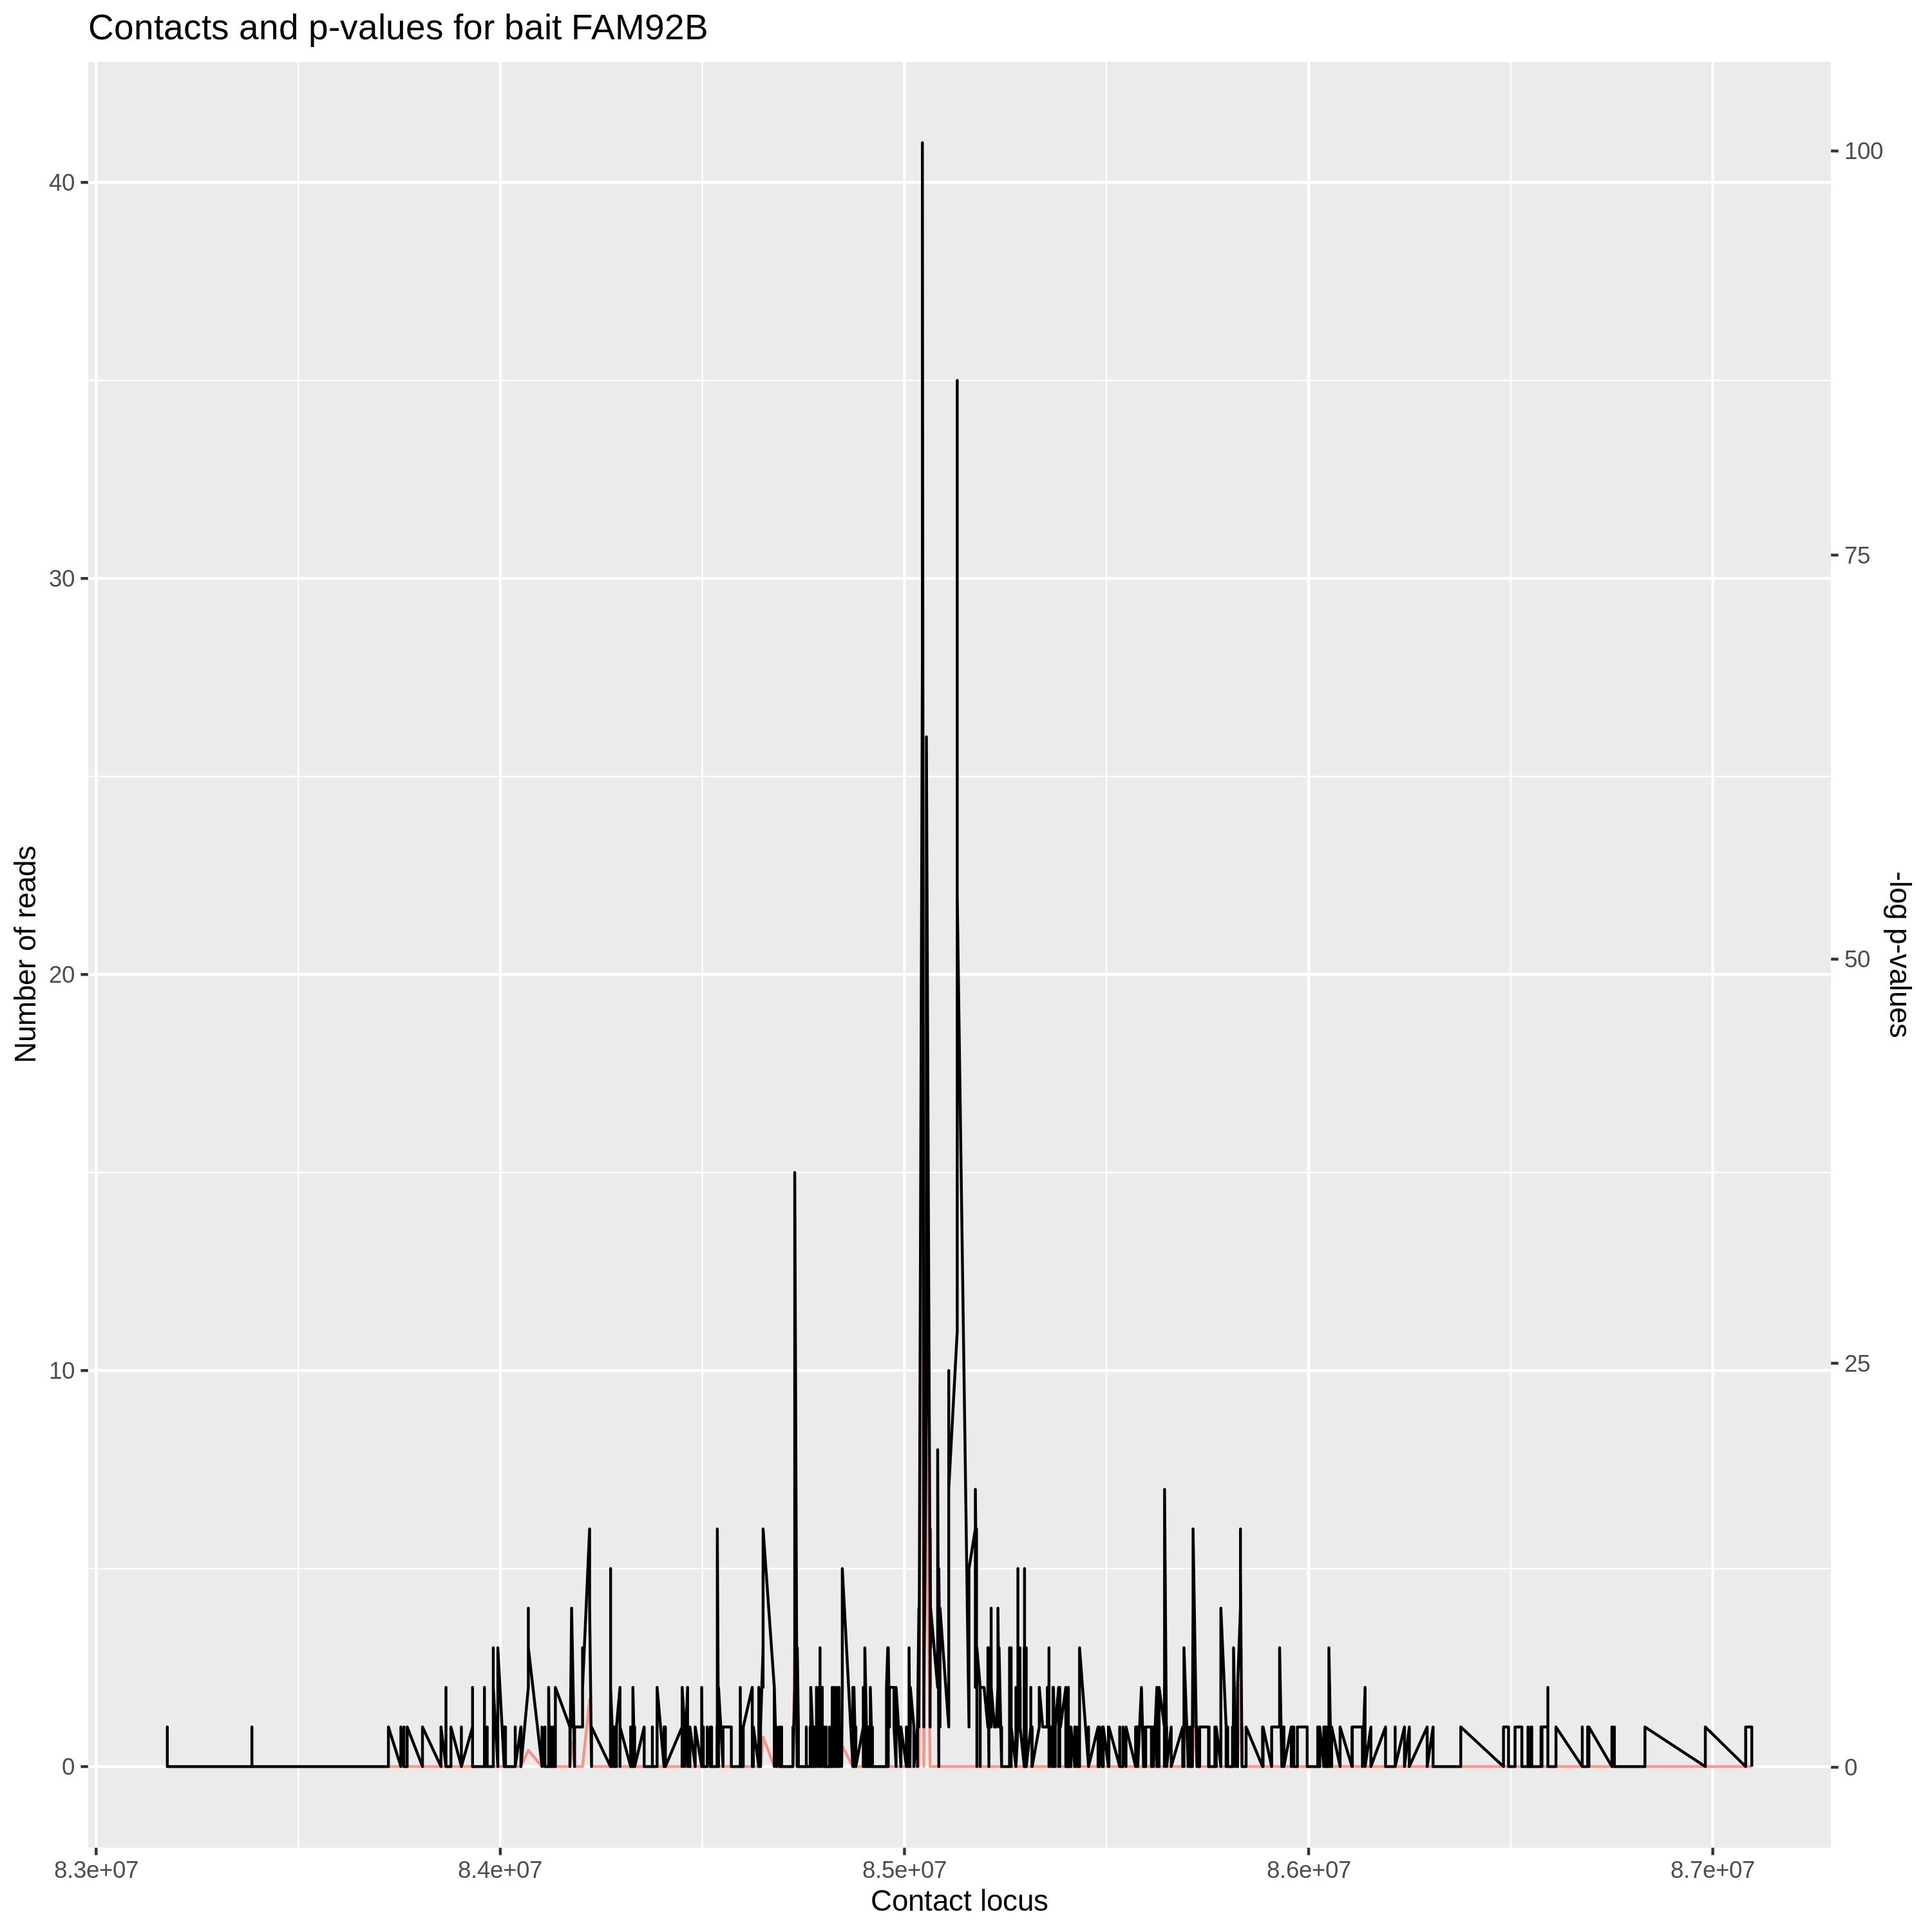 Contacts and p-values for bait FAM92B
Number of reads
40
30
20
10
0
100
75
50
25
0
-log p-values
8.3e+07 8.4e+07 8.5e+07 8.6e+07 8.7e+07
Contact locus